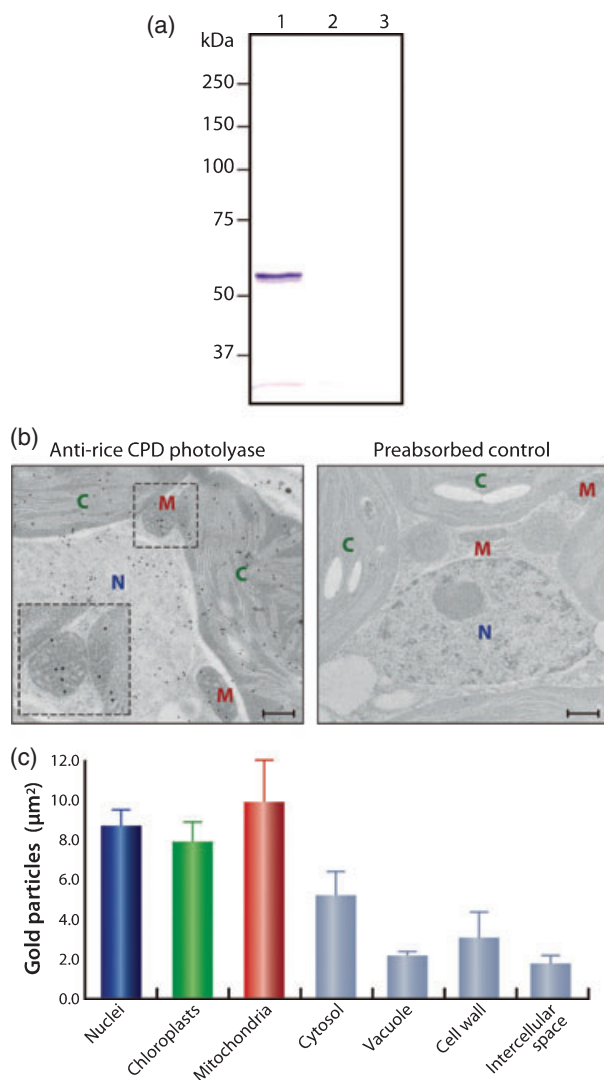 (a)
1 2 3
kDa
250
150
100
75
50
37
(b)
Anti-rice CPD photolyase Preabsorbed control
C M C N M
C M C M N
(c)
Gold particles (µm²)
12.0
10.0
8.0
6.0
4.0
2.0
0.0
Nuclei
Chloroplasts
Mitochondria
Cytosol
Vacuole
Cell wall
Intercellular
space